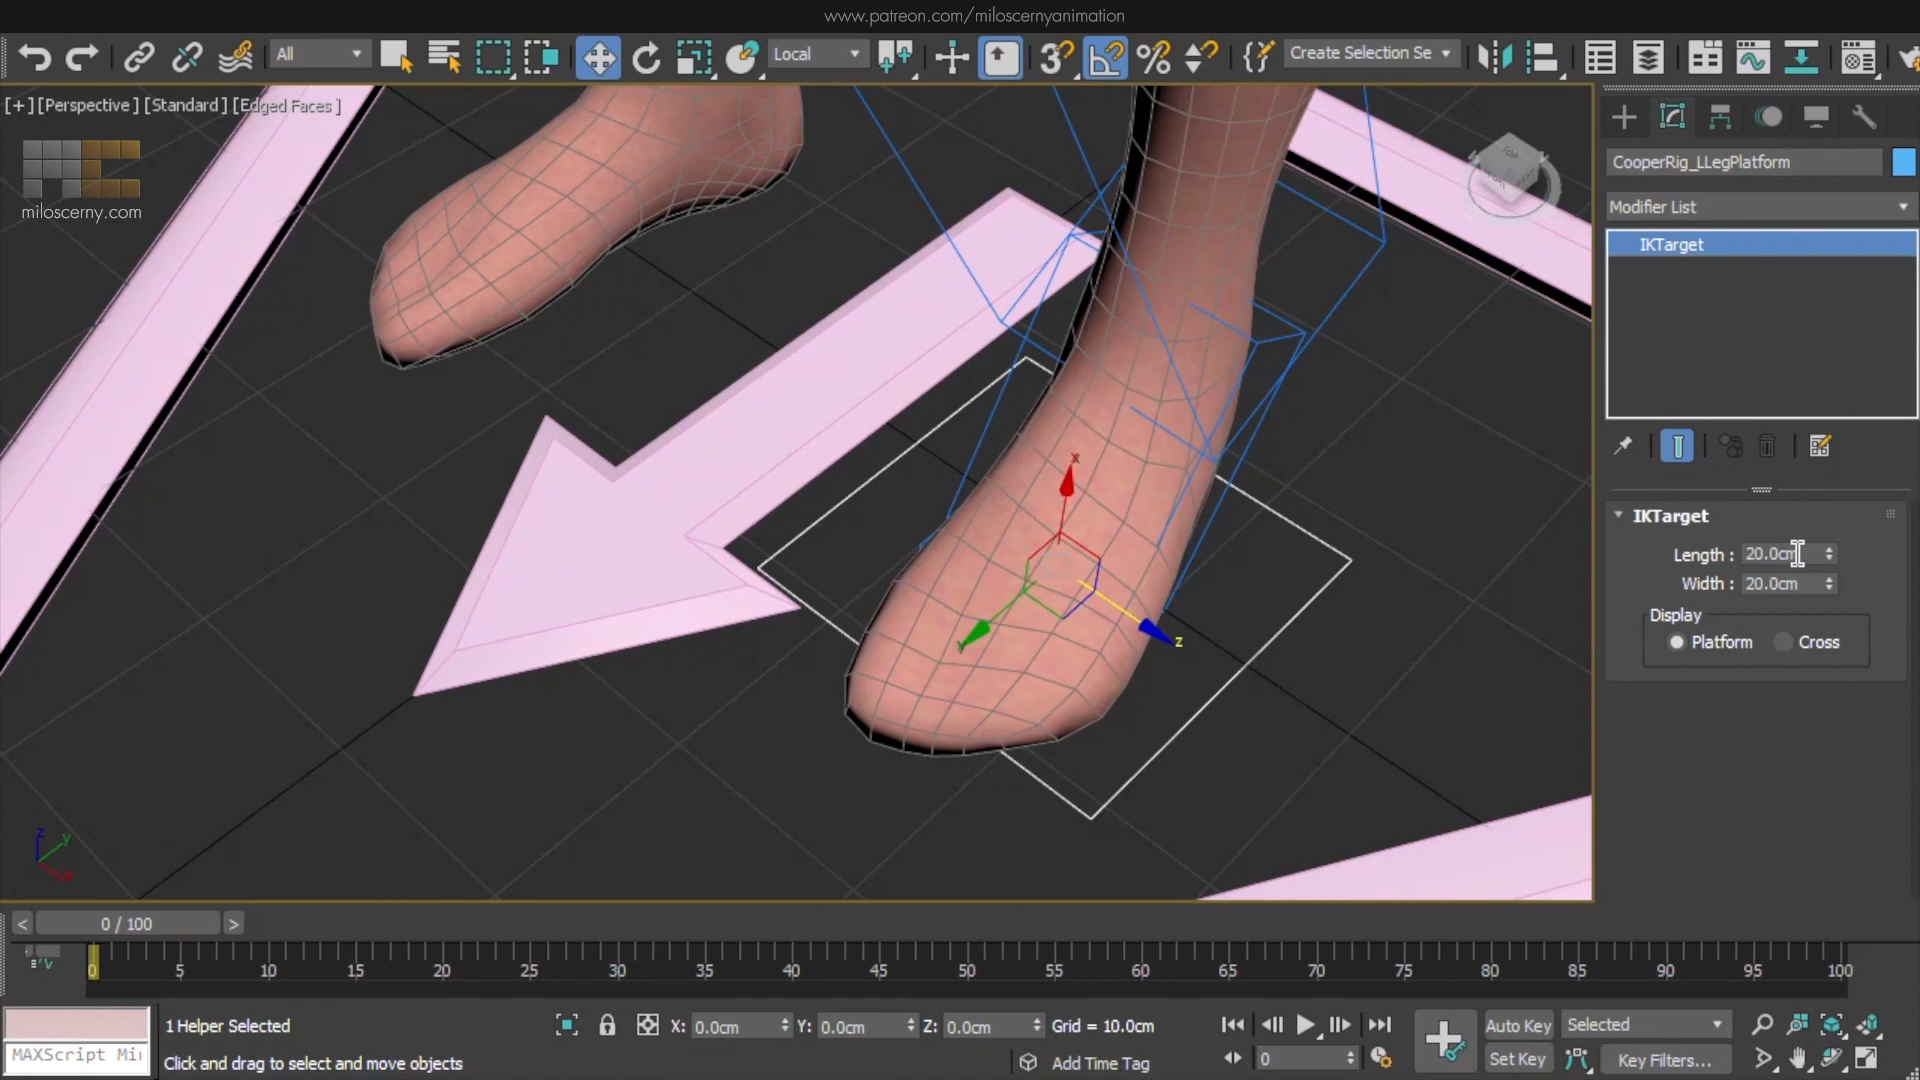 www.patreon.com/miloscernyanimation
All
Local
3
Create Selection Se
[+] [Perspective ] [Standard ] [Edged Faces ]
miloscerny.com
TOP
CooperRig_LLegPlatform
Modifier List
IKTarget
IKTarget
Length : 20.0cm
Width : 20.0cm
Display
Platform
Cross
x
y
z
z
y
x
< 0 / 100 >
0 5 10 15 20 25 30 35 40 45 50 55 60 65 70 75 80 85 90 95 100
1 Helper Selected
X: 0.0cm Y: 0.0cm Z: 0.0cm Grid = 10.0cm
Auto Key
Selected
MAXScript Mi
Click and drag to select and move objects
Add Time Tag
0
Set Key
Key Filters...